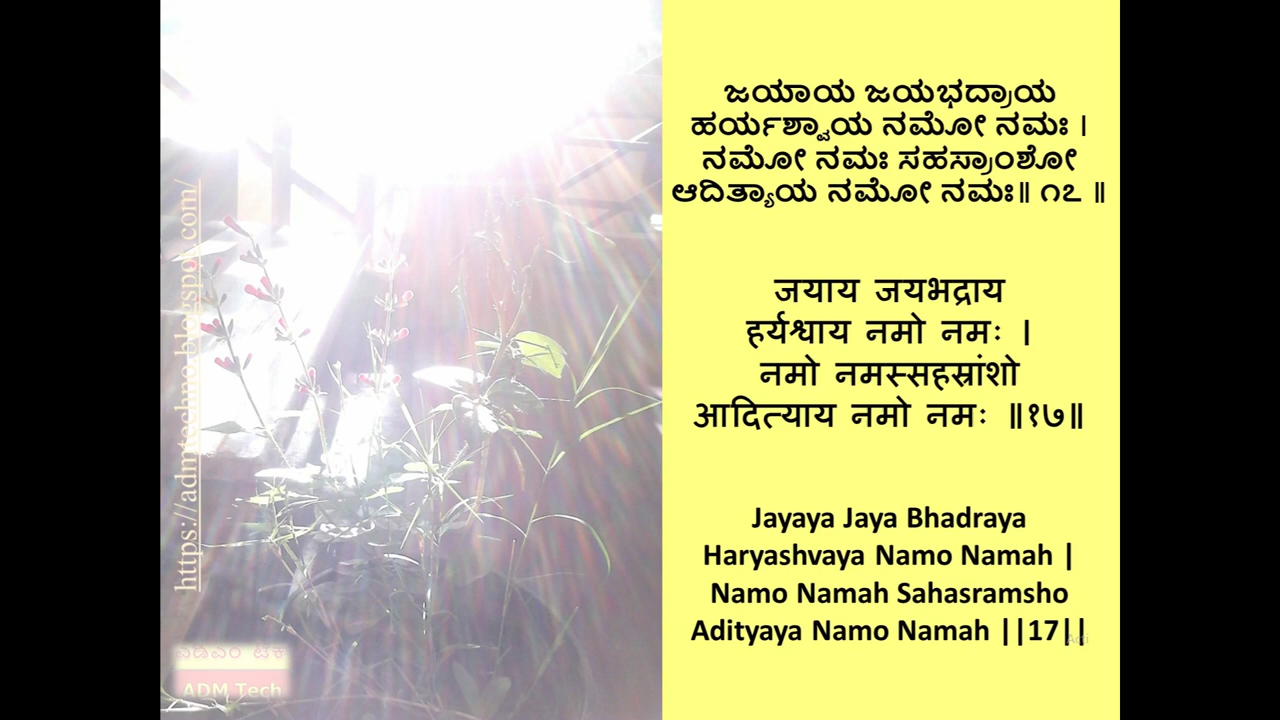 https://admtechno.blogspot.com/
ADM Tech
ಜಯಾಯ ಜಯಭದ್ರಾಯ
ಹರ್ಯಶ್ವಾಯ ನಮೋ ನಮಃ ।
ನಮೋ ನಮಃ ಸಹಸ್ರಾಂಶೋ
ಆದಿತ್ಯಾಯ ನಮೋ ನಮಃ॥ ೧೭ ॥
जयाय जयभद्राय
हर्यश्वाय नमो नमः ।
नमो नमस्सहस्रांशो
आदित्याय नमो नमः ॥१७॥
Jayaya Jaya Bhadraya
Haryashvaya Namo Namah |
Namo Namah Sahasramsho
Adityaya Namo Namah ||17||